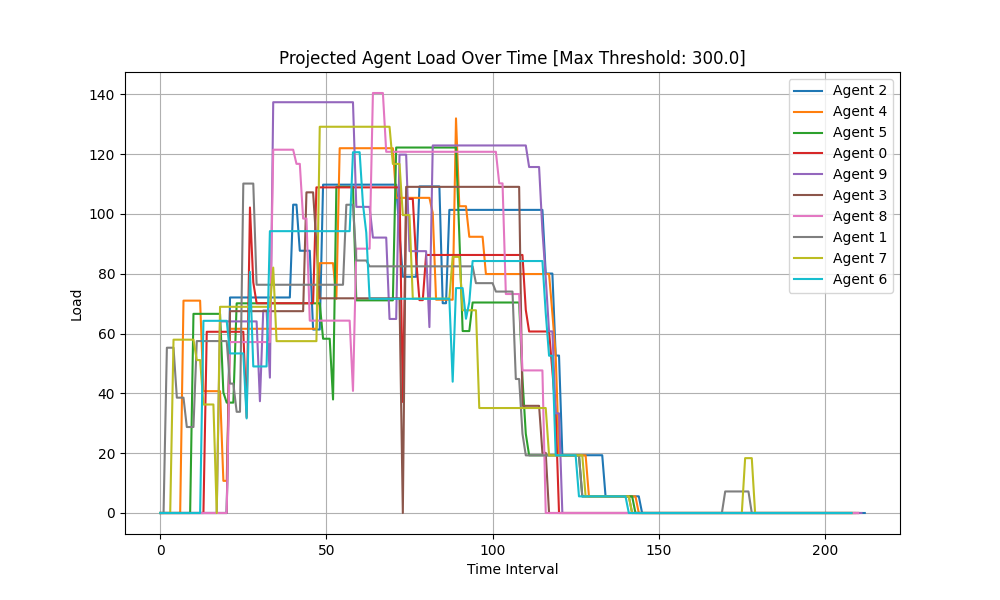 Projected Agent Load Over Time [Max Threshold: 300.0]
Load
140
120
100
80
60
40
20
0
0
50
100
150
200
Time Interval
Agent 2
Agent 4
Agent 5
Agent 0
Agent 9
Agent 3
Agent 8
Agent 1
Agent 7
Agent 6